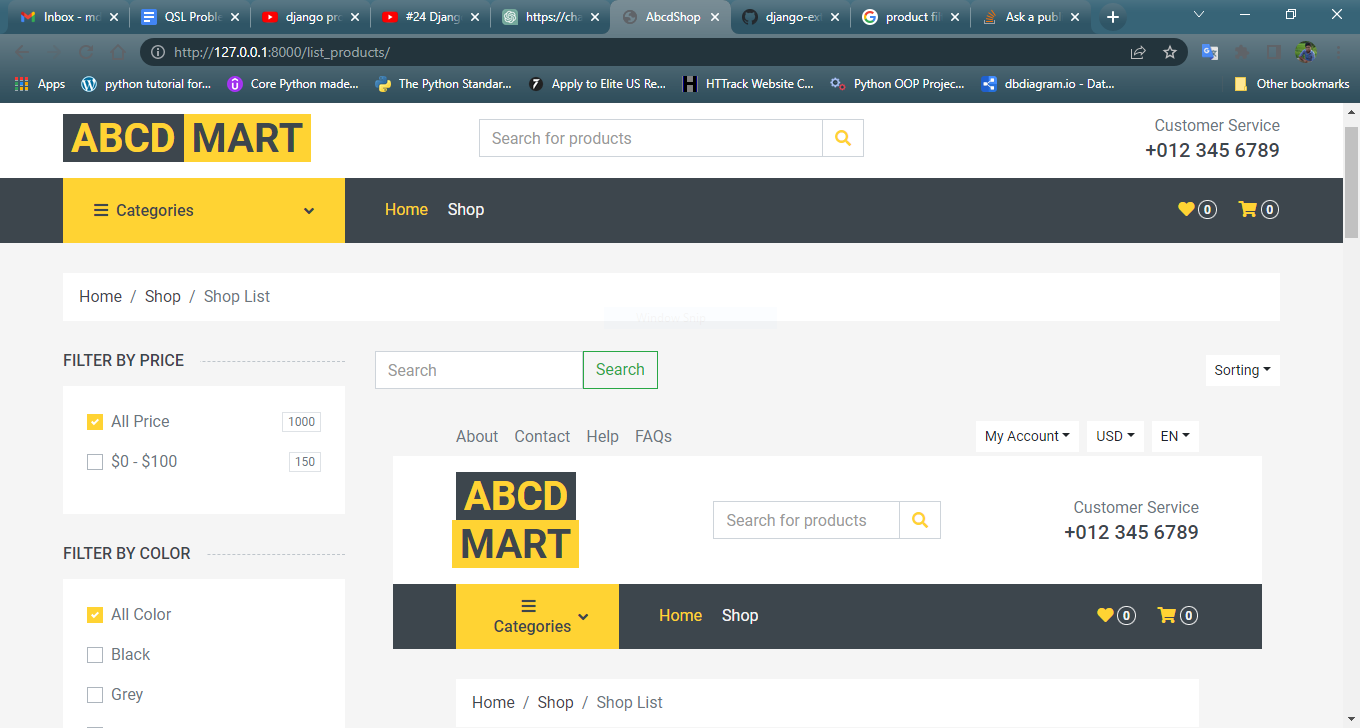 Inbox - mo
QSL Proble
django pro
#24 Djang
https://cha
AbcdShop
django-ext
product fil
Ask a publ
http://127.0.0.1:8000/list_products/
Apps
python tutorial for...
Core Python made...
The Python Standar...
Apply to Elite US Re...
HTTrack Website C...
Python OOP Projec...
dbdiagram.io - Dat...
Other bookmarks
ABCD MART
Search for products
Customer Service
+012 345 6789
Categories
Home Shop
0 0
Home / Shop / Shop List
Window Snip
FILTER BY PRICE
All Price 1000
$0 - $100 150
FILTER BY COLOR
All Color
Black
Grey
Search Search
Sorting
About Contact Help FAQs
My Account USD EN
ABCD
MART
Search for products
Customer Service
+012 345 6789
Categories
Home Shop
0 0
Home / Shop / Shop List